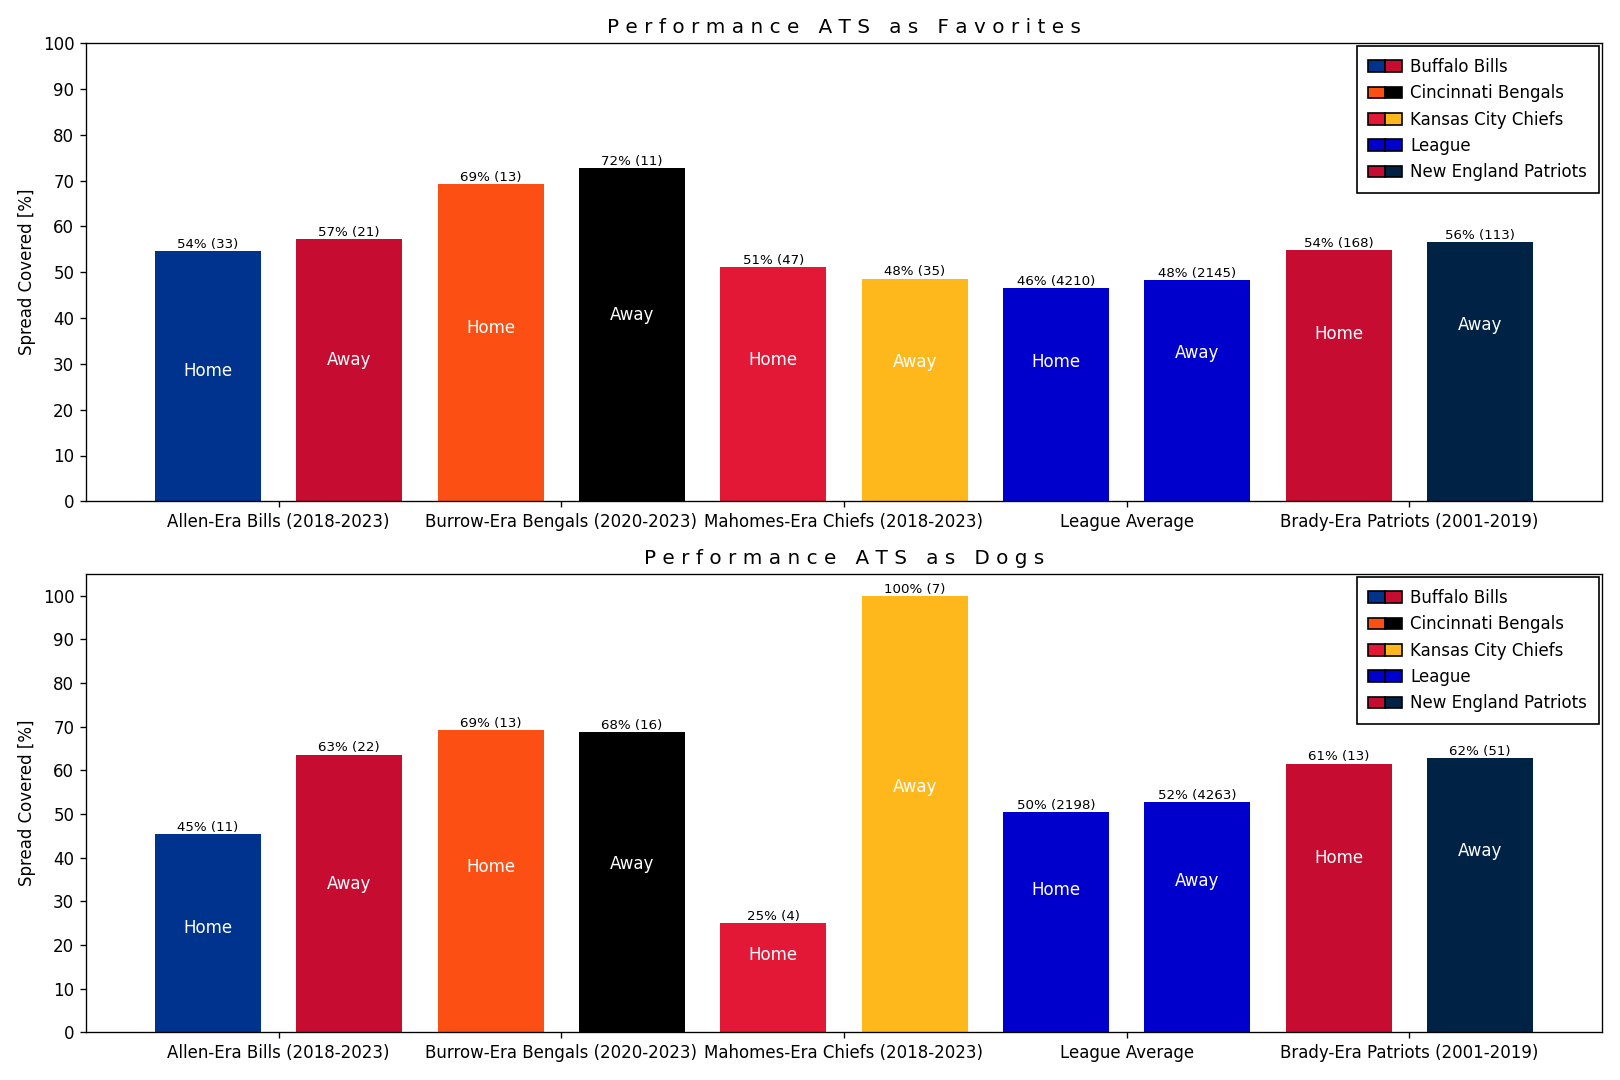 Performance ATS as Favorites
Spread Covered [%]
100
90
80
70
60
50
40
30
20
10
0
Buffalo Bills
Cincinnati Bengals
Kansas City Chiefs
League
New England Patriots
54% (33)
57% (21)
69% (13)
72% (11)
51% (47)
48% (35)
46% (4210)
48% (2145)
54% (168)
56% (113)
Home
Away
Home
Away
Home
Away
Home
Away
Home
Away
Allen-Era Bills (2018-2023)
Burrow-Era Bengals (2020-2023)
Mahomes-Era Chiefs (2018-2023)
League Average
Brady-Era Patriots (2001-2019)
Performance ATS as Dogs
Spread Covered [%]
100
90
80
70
60
50
40
30
20
10
0
Buffalo Bills
Cincinnati Bengals
Kansas City Chiefs
League
New England Patriots
45% (11)
63% (22)
69% (13)
68% (16)
25% (4)
100% (7)
50% (2198)
52% (4263)
61% (13)
62% (51)
Home
Away
Home
Away
Home
Away
Home
Away
Home
Away
Allen-Era Bills (2018-2023)
Burrow-Era Bengals (2020-2023)
Mahomes-Era Chiefs (2018-2023)
League Average
Brady-Era Patriots (2001-2019)